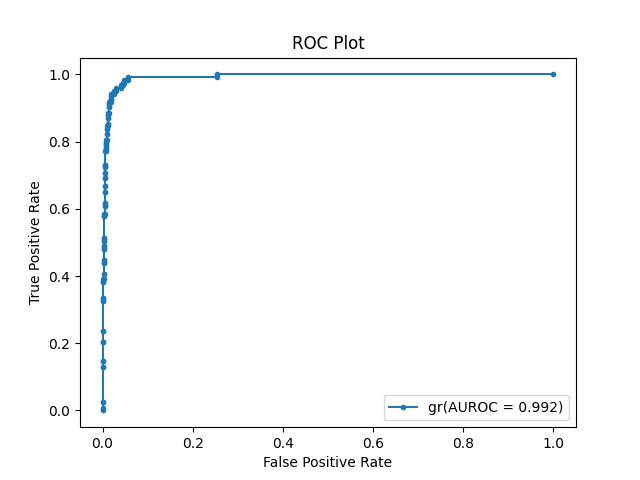 ROC Plot
True Positive Rate
1.0
0.8
0.6
0.4
0.2
0.0
gr(AUROC = 0.992)
0.0 0.2 0.4 0.6 0.8 1.0
False Positive Rate